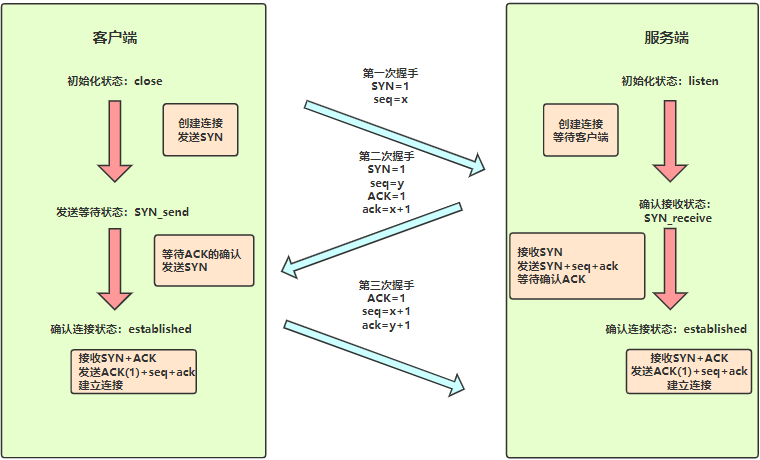 客户端
初始化状态：close
创建连接
发送SYN
发送等待状态：SYN_send
等待ACK的确认
发送SYN
确认连接状态：established
接收SYN+ACK
发送ACK(1)+seq+ack
建立连接
第一次握手
SYN=1
seq=x
第二次握手
SYN=1
seq=y
ACK=1
ack=x+1
第三次握手
ACK=1
seq=x+1
ack=y+1
服务端
初始化状态：listen
创建连接
等待客户端
确认接收状态：
SYN_receive
接收SYN
发送SYN+seq+ack
等待确认ACK
确认连接状态：established
接收SYN+ACK
发送ACK(1)+seq+ack
建立连接